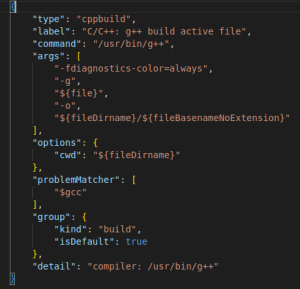 {
"type": "cppbuild",
"label": "C/C++: g++ build active file",
"command": "/usr/bin/g++",
"args": [
"-fdiagnostics-color=always",
"-g",
"${file}",
"-o",
"${fileDirname}/${fileBasenameNoExtension}"
],
"options": {
"cwd": "${fileDirname}"
},
"problemMatcher": [
"$gcc"
],
"group": {
"kind": "build",
"isDefault": true
},
"detail": "compiler: /usr/bin/g++"
}